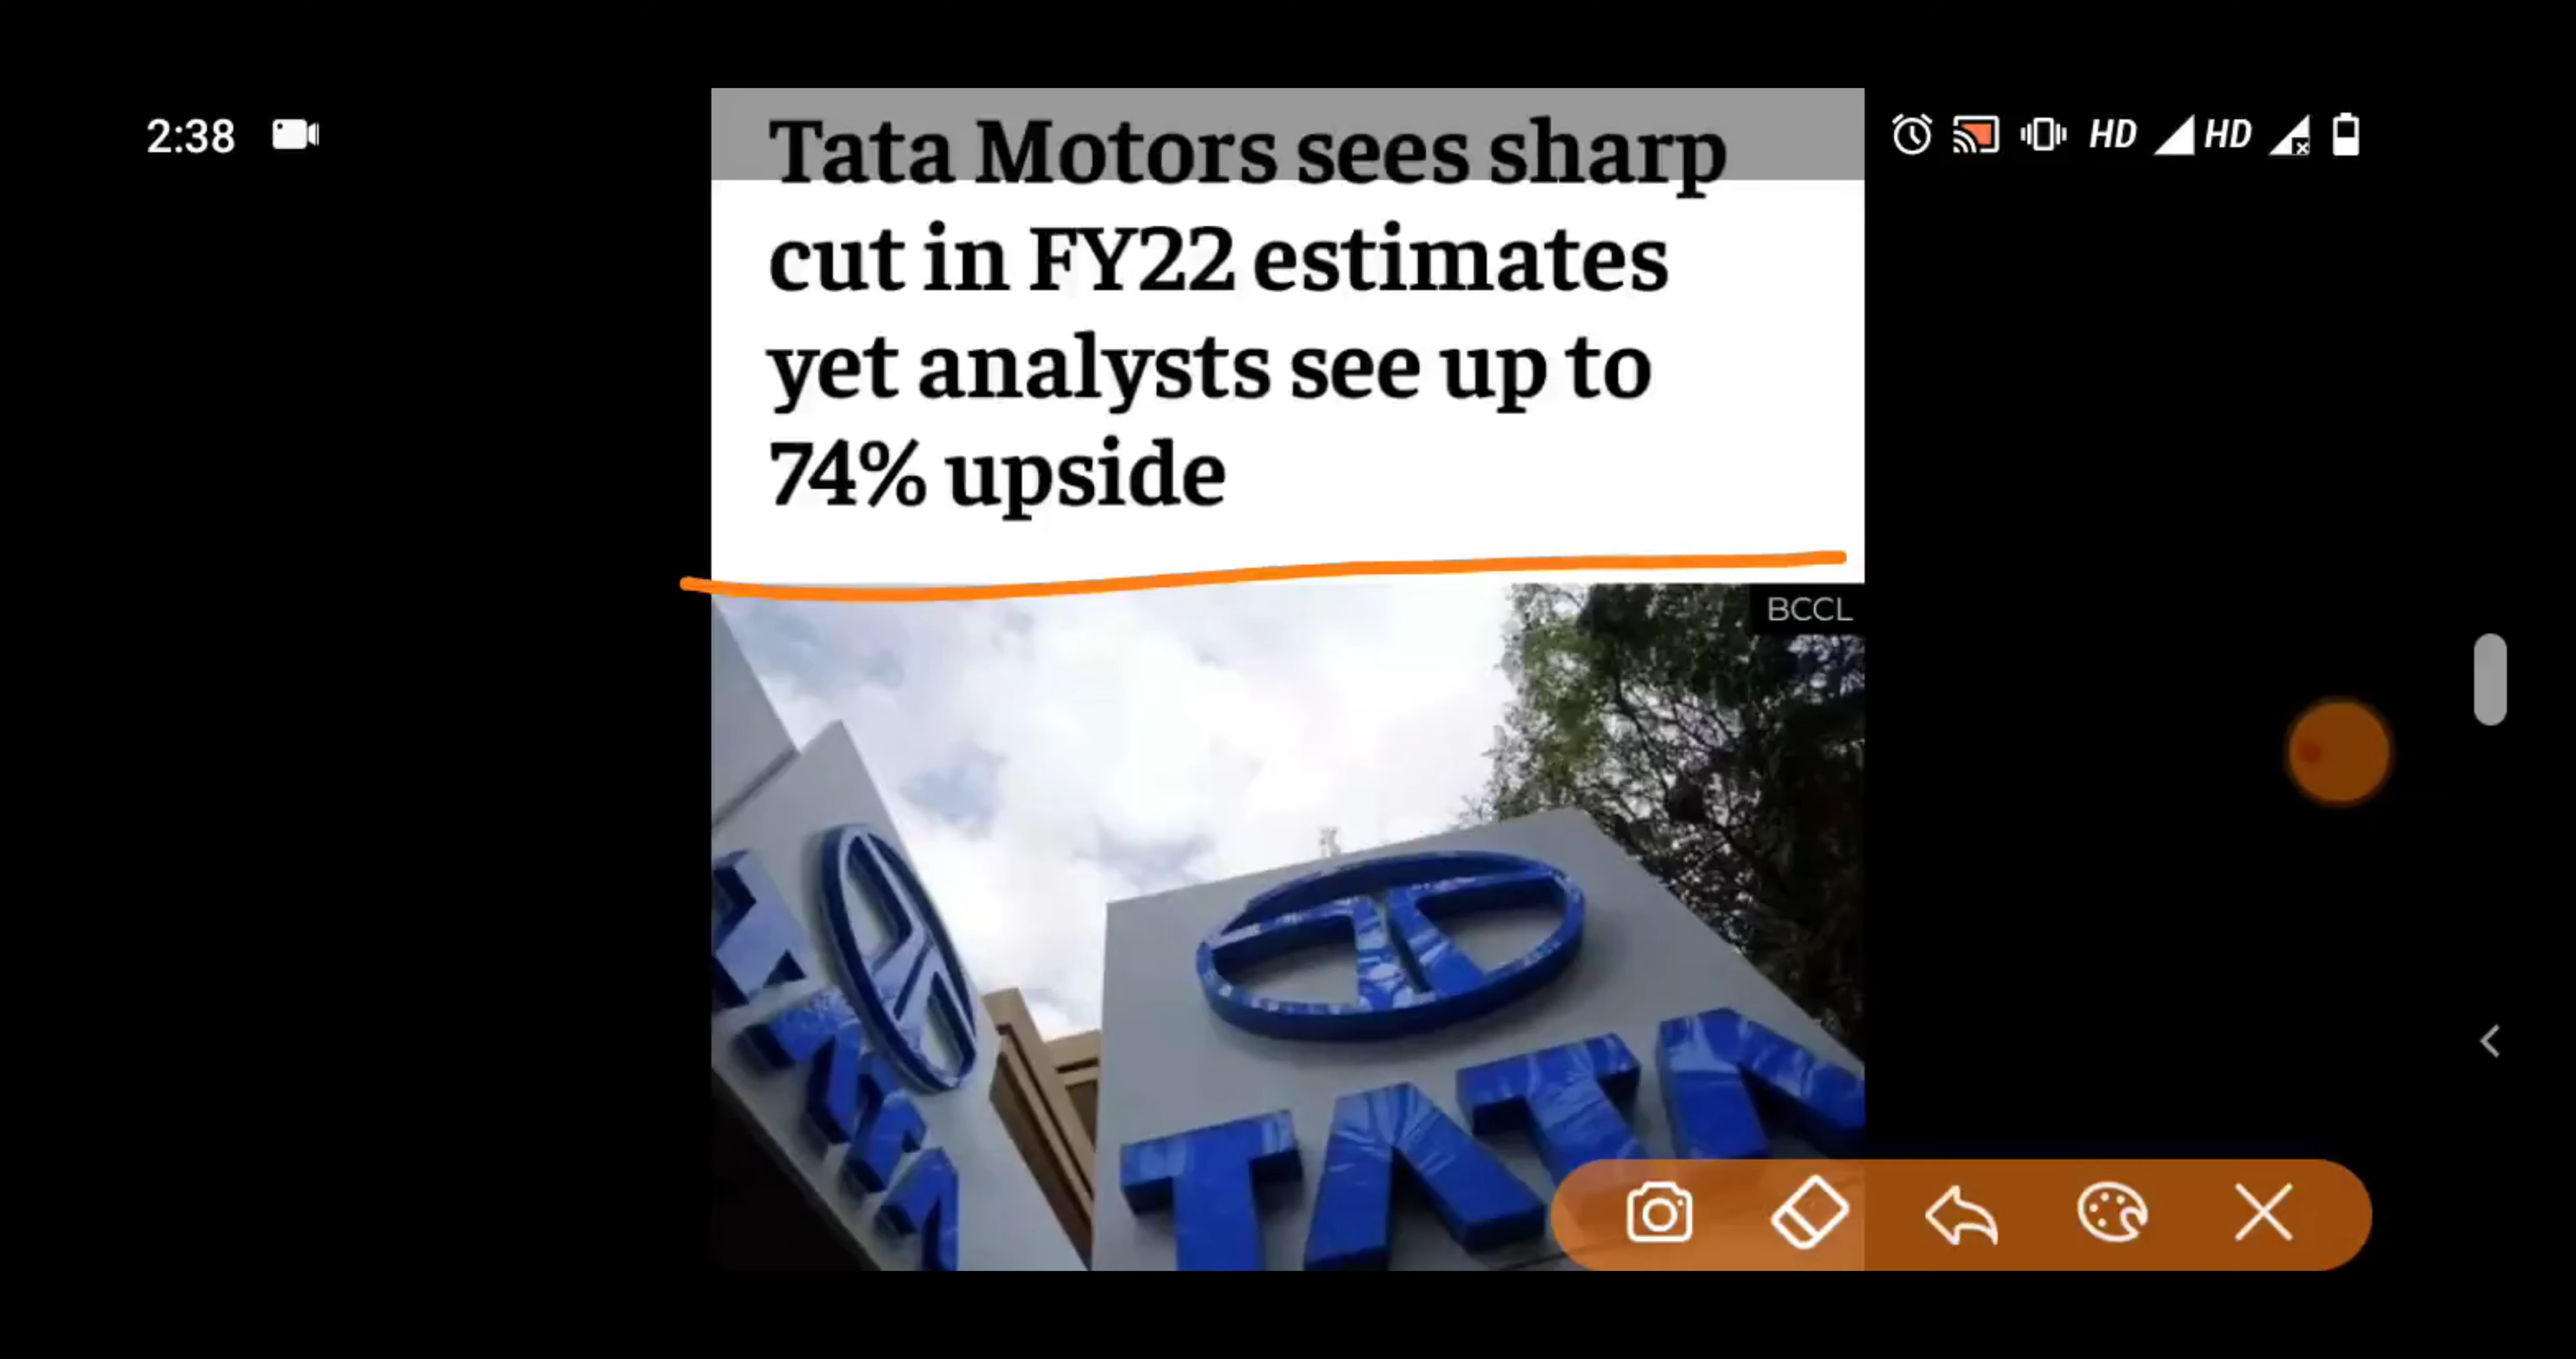 2:38
HD
HD
Tata Motors sees sharp
cut in FY22 estimates
yet analysts see up to
74% upside
BCCL
TATA
TATA